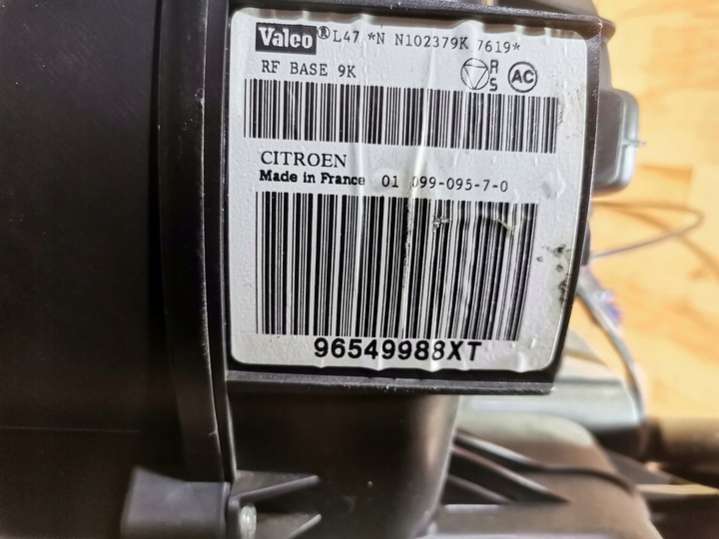 Valeo ® L47 *N N102379K 7619*
RF BASE 9K
R
S
AC
CITROEN
Made in France 01 099-095-7-0
96549988XT